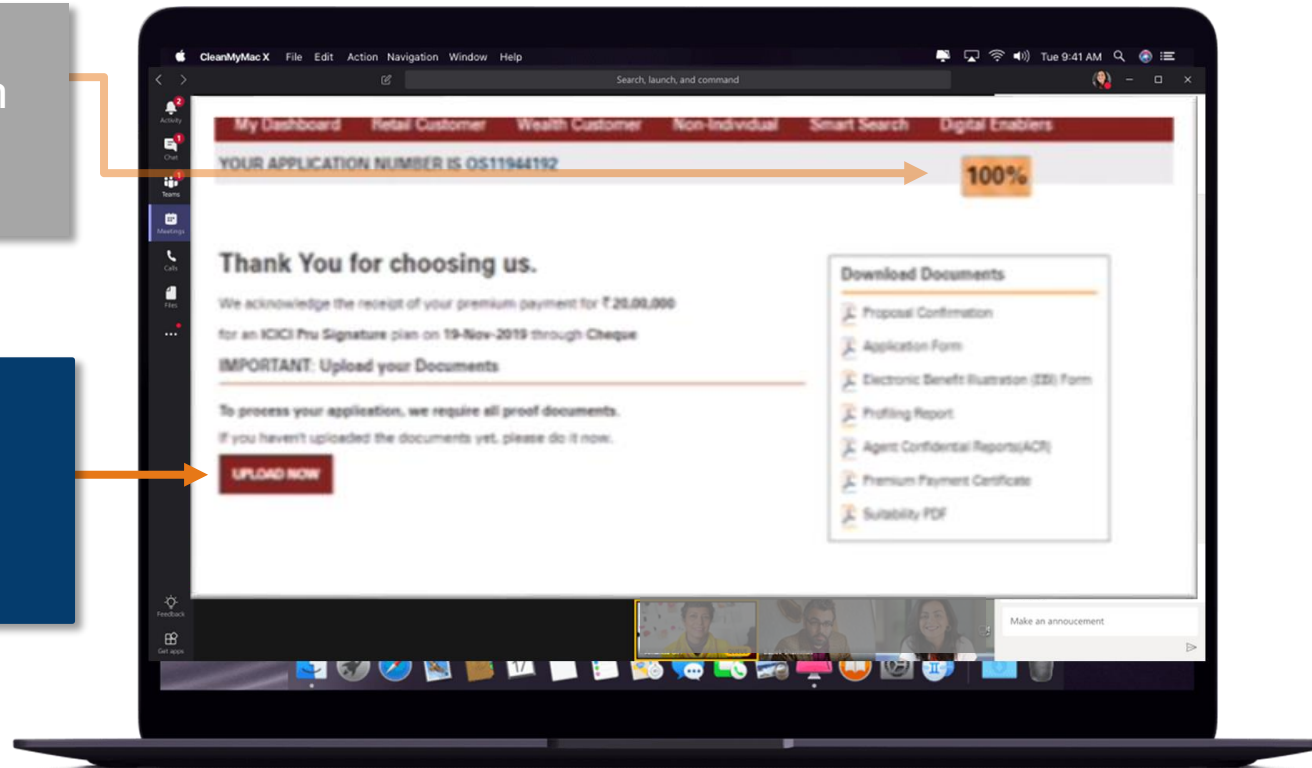 n
CleanMyMac X File Edit Action Navigation Window Help
Tue 9:41 AM
Search, launch, and command
2
Activity
1
Chat
1
Teams
Meetings
Calls
Files
...
Feedback
Get apps
My Dashboard Retail Customer Wealth Customer Non-Individual Smart Search Digital Enablers
YOUR APPLICATION NUMBER IS OS11944192
100%
Thank You for choosing us.
We acknowledge the receipt of your premium payment for ₹ 20,00,000
for an ICICI Pru Signature plan on 19-Nov-2019 through Cheque
IMPORTANT: Upload your Documents
To process your application, we require all proof documents.
If you haven't uploaded the documents yet, please do it now.
UPLOAD NOW
Download Documents
Proposal Confirmation
Application Form
Electronic Benefit Illustration (EBI) Form
Profiling Report
Agent Confidential Reports(ACR)
Premium Payment Certificate
Suitability PDF
Make an annoucement
17